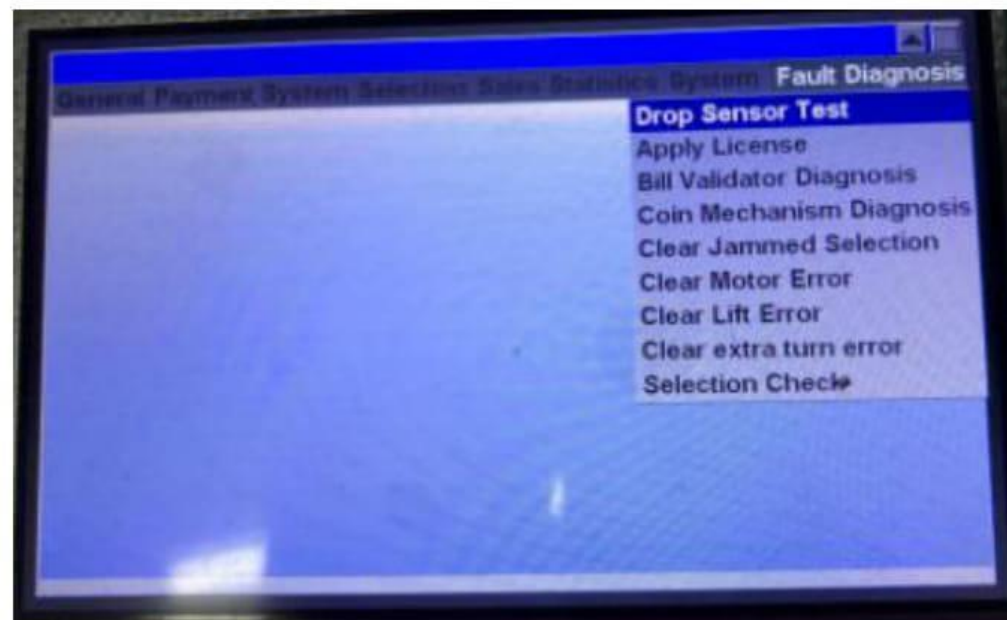 General Payment System Selection Sales Statistics System Fault Diagnosis
Drop Sensor Test
Apply License
Bill Validator Diagnosis
Coin Mechanism Diagnosis
Clear Jammed Selection
Clear Motor Error
Clear Lift Error
Clear extra turn error
Selection Check